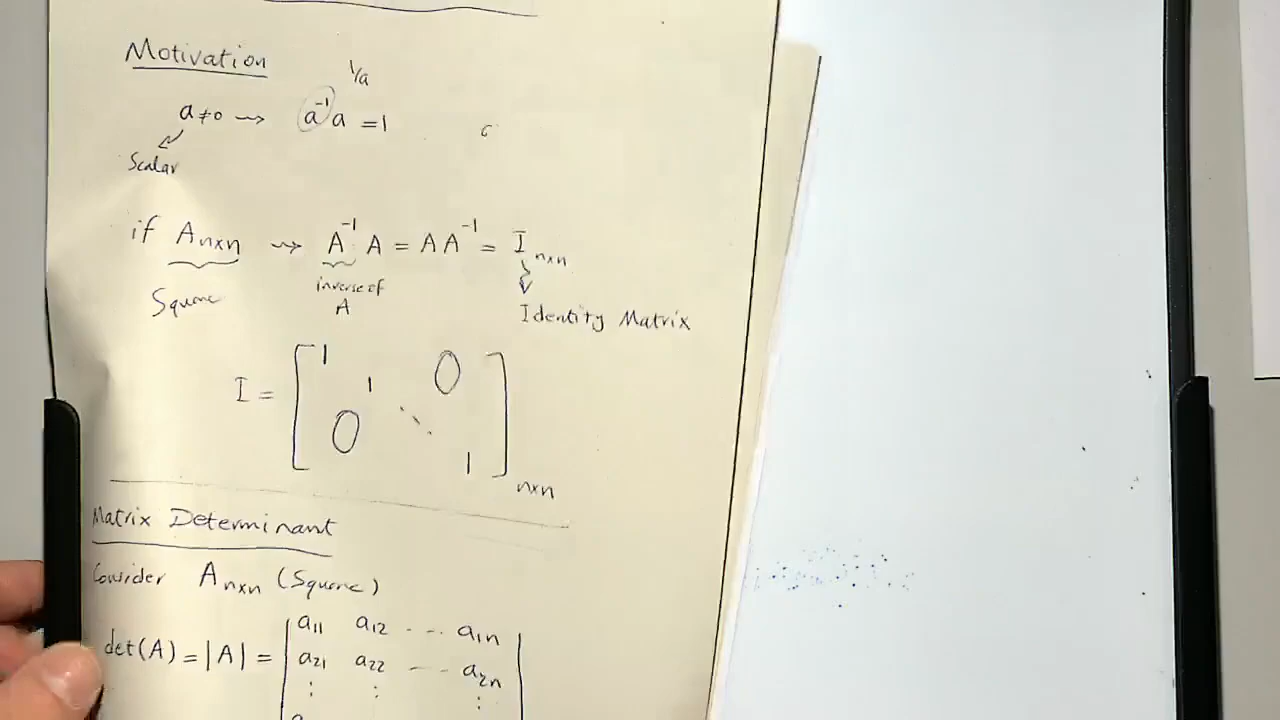 Motivation
1/a
a≠0 ⇝ a⁻¹a = 1
Scalar
if Aₙₓₙ ⇝ A⁻¹A = AA⁻¹ = Iₙₓₙ
Square
inverse of
A
Identity Matrix
I = [1 1 ⋱ 1 0 0]ₙₓₙ
Matrix Determinant
Consider Aₙₓₙ (Square)
det(A) = |A| =
a₁₁ a₁₂ ... a₁ₙ
a₂₁ a₂₂ ... a₂ₙ
⋮ ⋮ ⋮